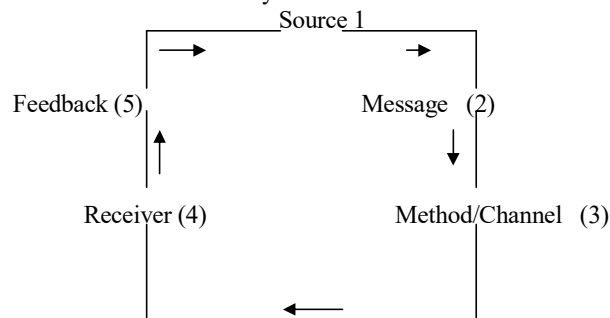 Source 1
Feedback (5) Message (2)
Receiver (4) Method/Channel (3)